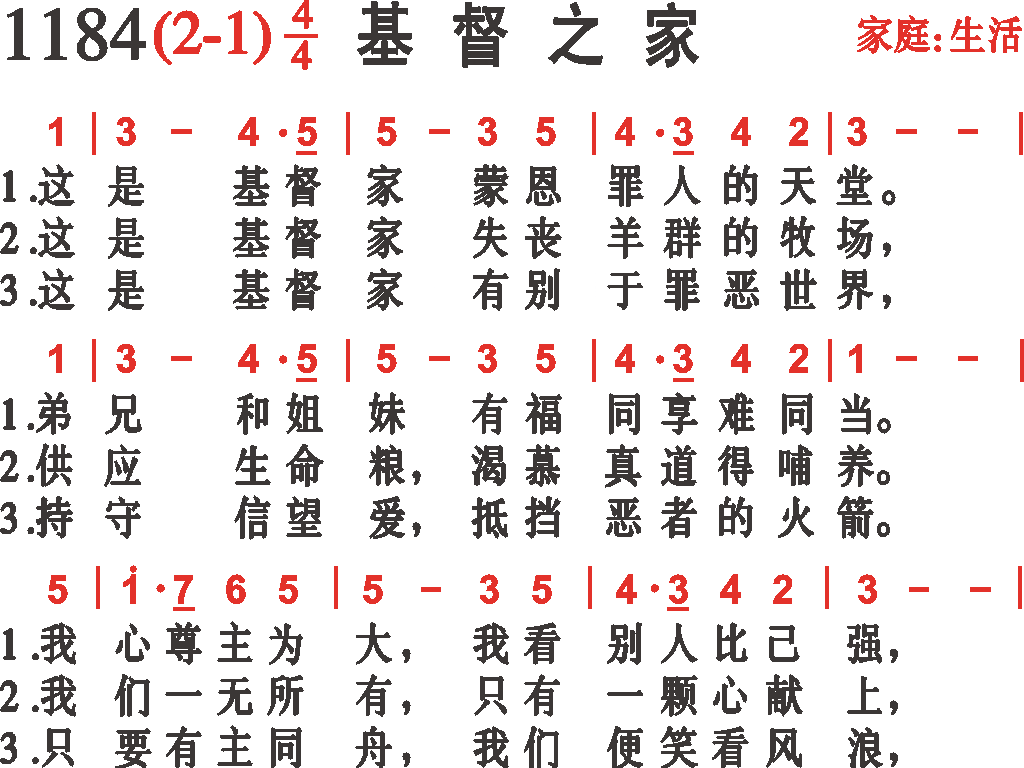 1184(2-1) 4/4 基督之家 家庭:生活
1 | 3 – 4·5 | 5 – 3 5 | 4·3 4 2 | 3 – – |
1.这是基督家蒙恩罪人的天堂。
2.这是基督家失丧羊群的牧场,
3.这是基督家有别于罪恶世界,
1 | 3 – 4·5 | 5 – 3 5 | 4·3 4 2 | 1 – – |
1.弟兄和姐妹有福同享难同当。
2.供应生命粮,渴慕真道得哺养。
3.持守信望爱,抵挡恶者的火箭。
5 | i·7 6 5 | 5 – 3 5 | 4·3 4 2 | 3 – – |
1.我心尊主为大,我看别人比己强,
2.我们一无所有,只有一颗心献上,
3.只要有主同舟,我们便笑看风浪,